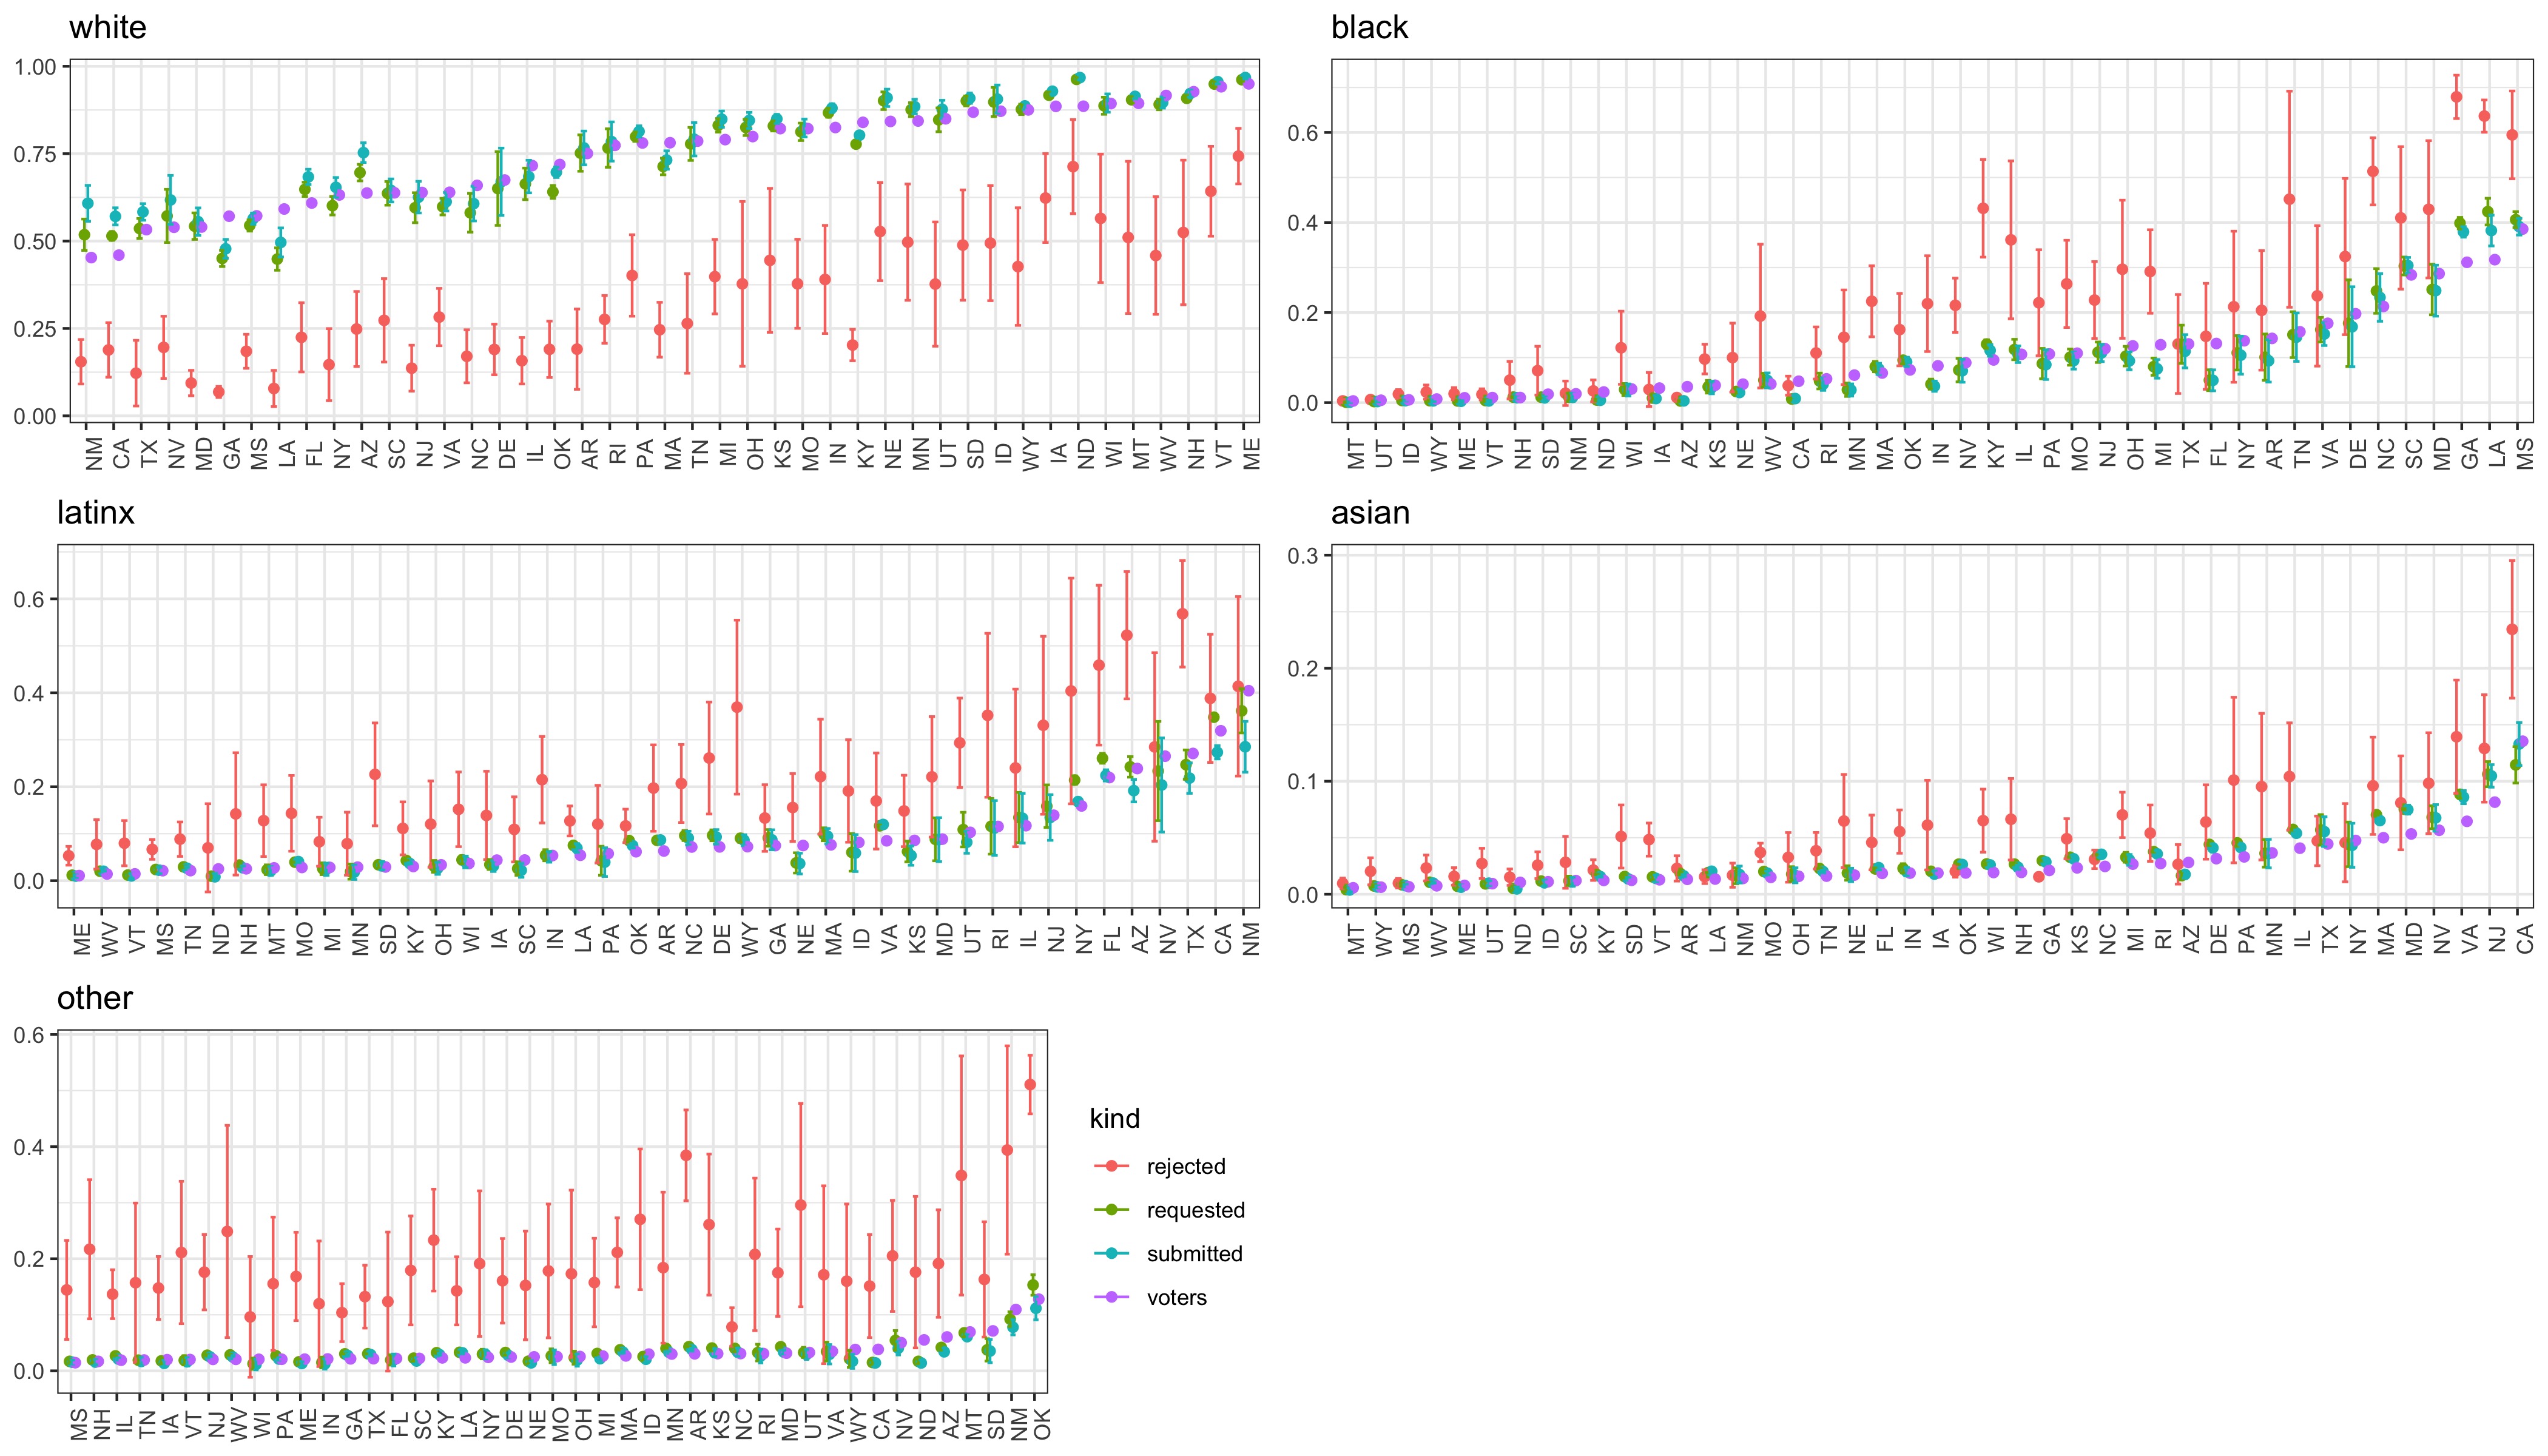 white
1.00
0.75
0.50
0.25
0.00
NM CA TX NV MD GA MS LA FL NY AZ SC NJ VA NC DE IL OK AR RI PA MA TN MI OH KS MO IN KY NE MN UT SD ID WY IA ND WI MT WV NH VT ME
black
0.6
0.4
0.2
0.0
MT UT ID WY ME VT NH SD NM ND WI IA AZ KS NE WV CA RI MN MA OK IN NV KY IL PA MO NJ OH MI TX FL NY AR TN VA DE NC SC MD GA LA MS
latinx
0.6
0.4
0.2
0.0
ME WV VT MS TN ND NH MT MO MI MN SD KY OH WI IA SC IN LA PA OK AR NC DE WY GA NE MA ID VA KS MD UT RI IL NJ NY FL AZ NV TX CA NM
asian
0.3
0.2
0.1
0.0
MT WY MS WV ME UT ND ID SC KY SD VT AR LA NM MO OH TN NE FL IN IA OK WI NH GA KS NC MI RI AZ DE PA MN IL TX NY MA MD NV VA NJ CA
other
0.6
0.4
0.2
0.0
MS NH IL TN IA VT NJ WV WI PA ME IN GA TX FL SC KY LA NY DE NE MO OH MI MA ID MN AR KS NC RI MD UT VA WY CA NV ND AZ MT SD NM OK
kind
rejected
requested
submitted
voters